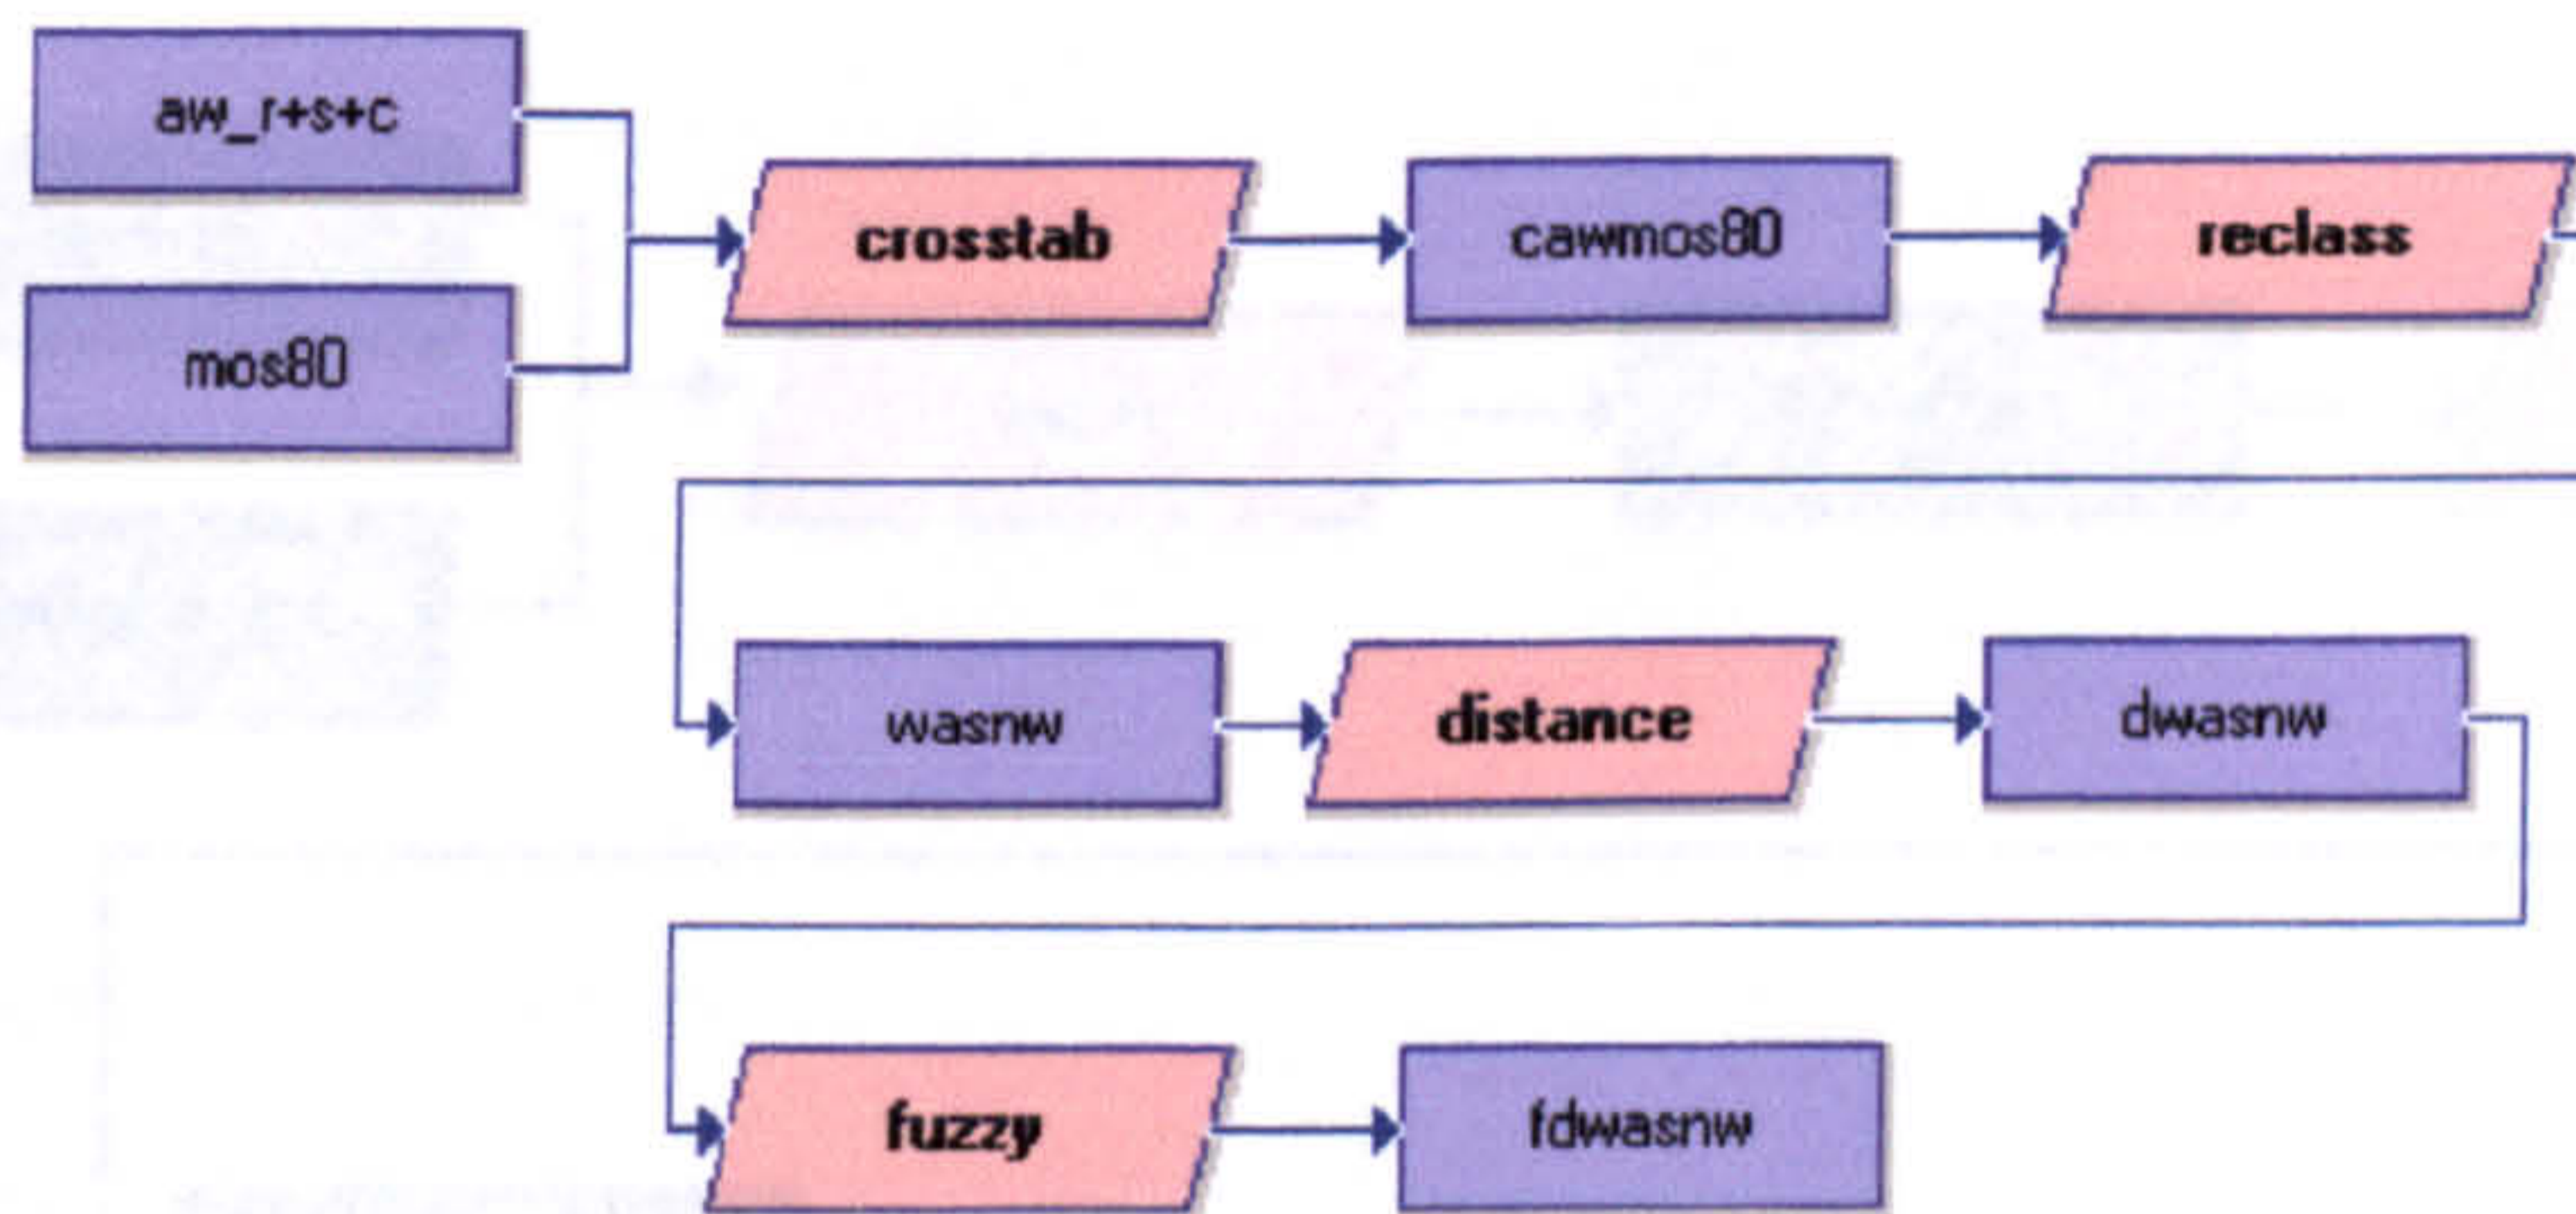 aw_r+s+c
mos80
crosstab
cawmos80
reclass
wasnw
distance
dwasnw
fuzzy
fdwasnw